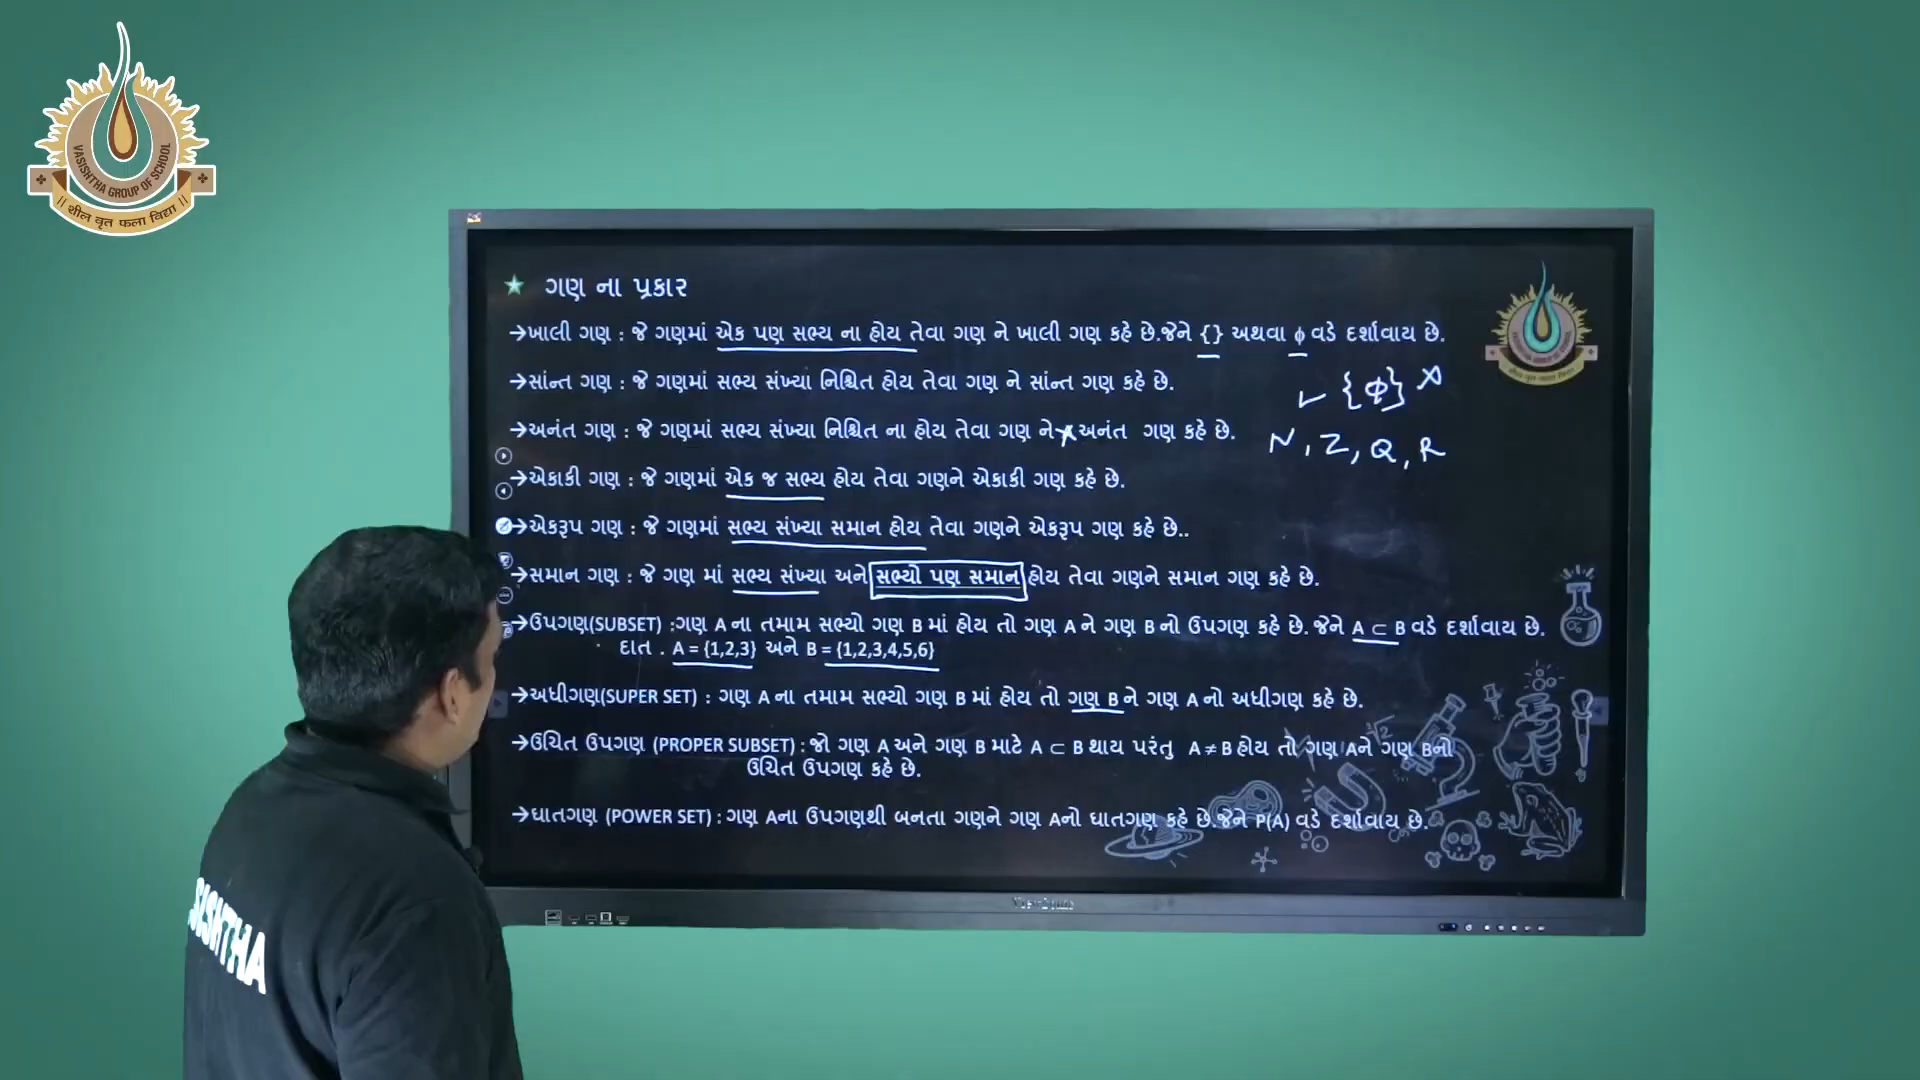 VASISHTHA GROUP OF SCHOOL
|| शील वृत फला विद्या ||
★ ગણ ના પ્રકાર
→ખાલી ગણ : જે ગણમાં એક પણ સભ્ય ના હોય તેવા ગણ ને ખાલી ગણ કહે છે.જેને {} અથવા ϕ વડે દર્શાવાય છે.
→સાંન્ત ગણ : જે ગણમાં સભ્ય સંખ્યા નિશ્ચિત હોય તેવા ગણ ને સાંન્ત ગણ કહે છે.
✓ {ϕ} ✗
→અનંત ગણ : જે ગણમાં સભ્ય સંખ્યા નિશ્ચિત ના હોય તેવા ગણ ને અનંત ગણ કહે છે.
N, Z, Q, R
→એકાકી ગણ : જે ગણમાં એક જ સભ્ય હોય તેવા ગણને એકાકી ગણ કહે છે.
→એકરૂપ ગણ : જે ગણમાં સભ્ય સંખ્યા સમાન હોય તેવા ગણને એકરૂપ ગણ કહે છે..
→સમાન ગણ : જે ગણ માં સભ્ય સંખ્યા અને સભ્યો પણ સમાન હોય તેવા ગણને સમાન ગણ કહે છે.
→ઉપગણ(SUBSET) :ગણ A ના તમામ સભ્યો ગણ B માં હોય તો ગણ A ને ગણ B નો ઉપગણ કહે છે. જેને A ⊂ B વડે દર્શાવાય છે.
દાત . A = {1,2,3} અને B = {1,2,3,4,5,6}
→અધીગણ(SUPER SET) : ગણ A ના તમામ સભ્યો ગણ B માં હોય તો ગણ B ને ગણ A નો અધીગણ કહે છે.
→ઉચિત ઉપગણ (PROPER SUBSET) : જો ગણ A અને ગણ B માટે A ⊂ B થાય પરંતુ A ≠ B હોય તો ગણ Aને ગણ Bનો
ઉચિત ઉપગણ કહે છે.
→ઘાતગણ (POWER SET) : ગણ Aના ઉપગણથી બનતા ગણને ગણ Aનો ઘાતગણ કહે છે.જેને P(A) વડે દર્શાવાય છે.
ViewSonic